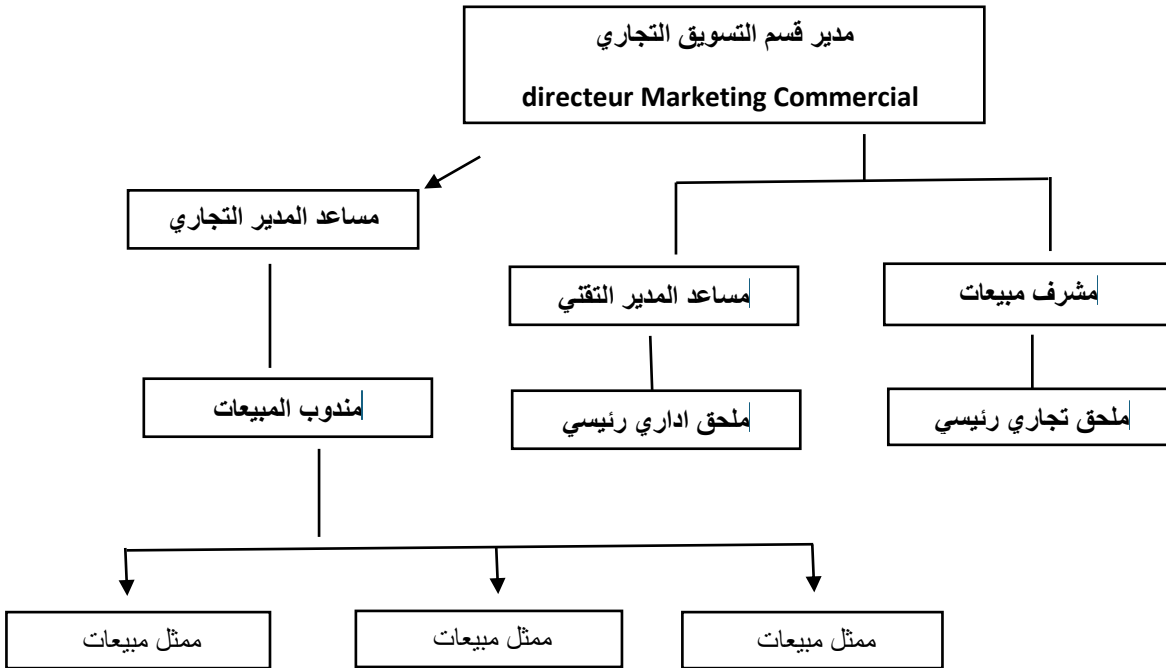 مدير قسم التسويق التجاري
directeur Marketing Commercial
مساعد المدير التجاري
مشرف مبيعات
مساعد المدير التقني
ملحق تجاري رئيسي
ملحق اداري رئيسي
مندوب المبيعات
ممثل مبيعات
ممثل مبيعات
ممثل مبيعات